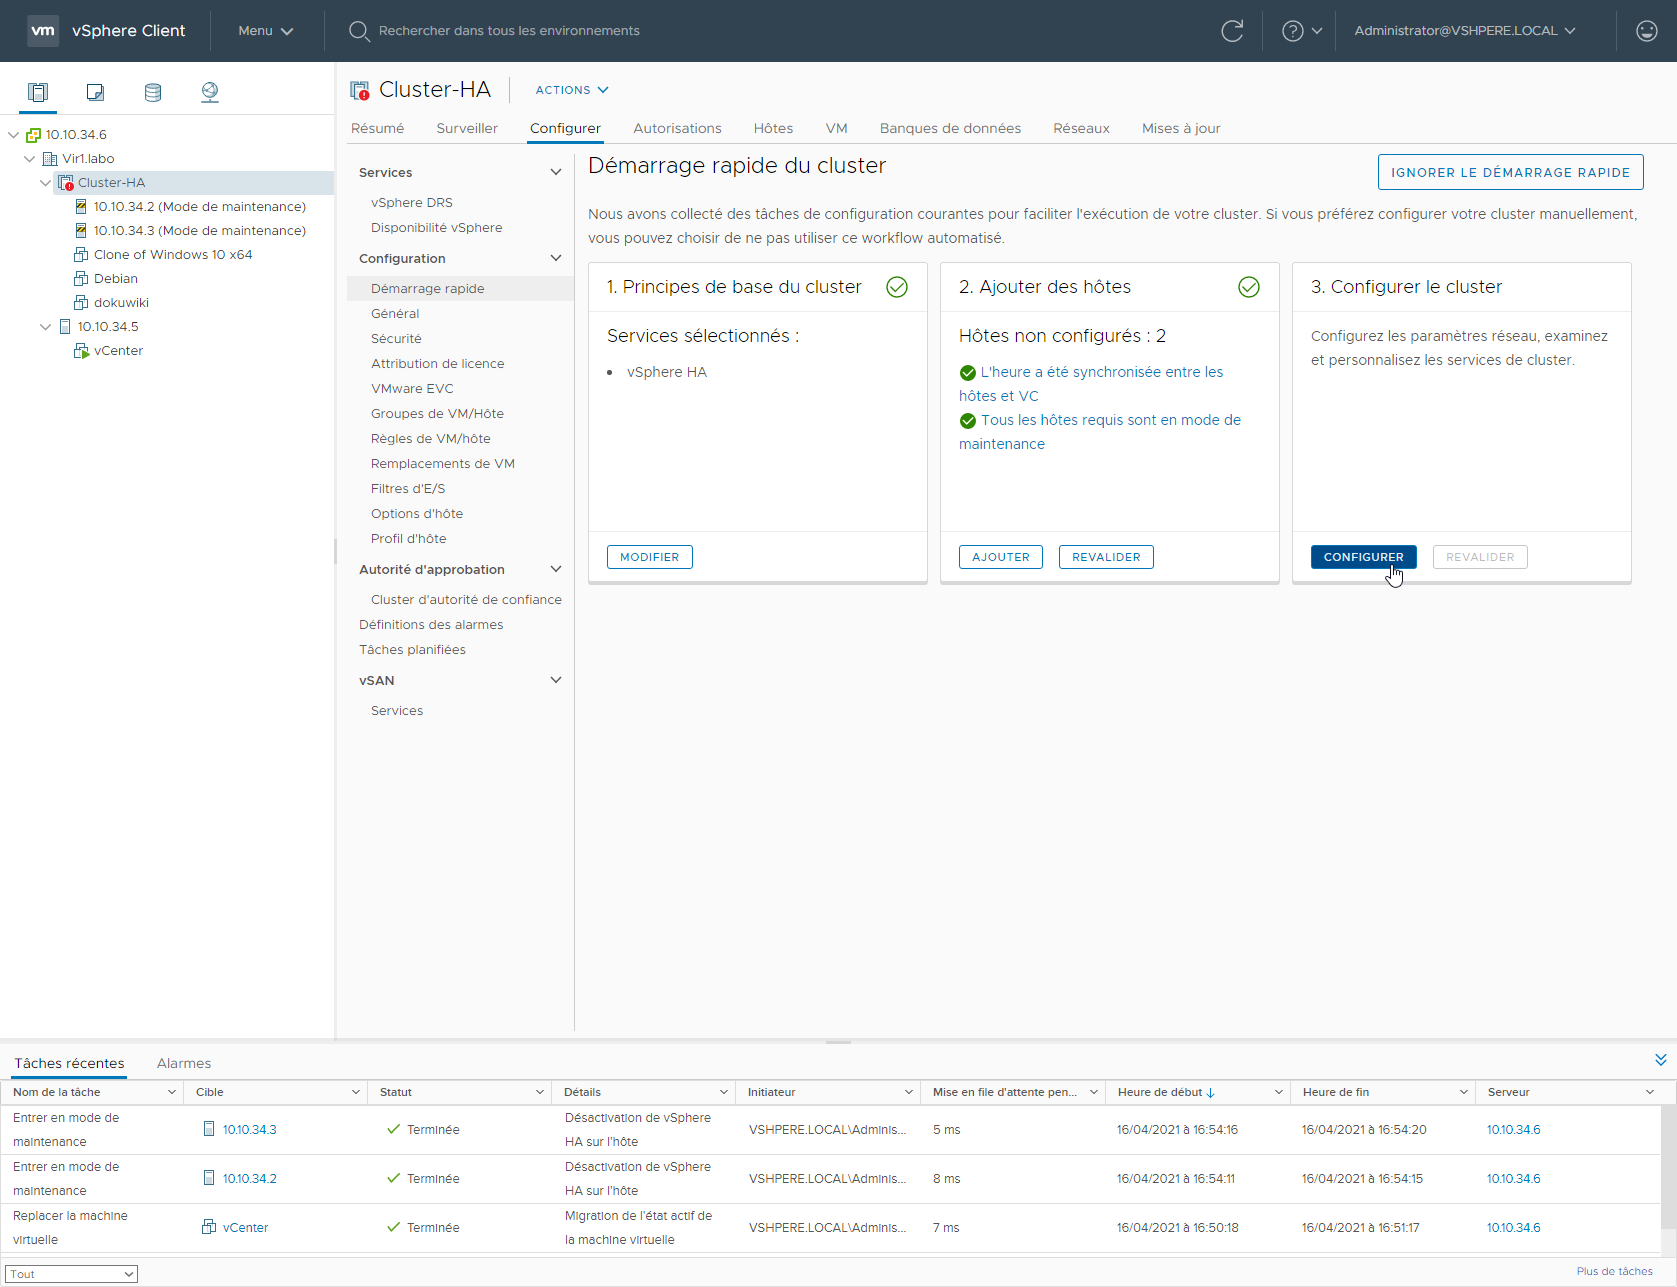 vm vSphere Client Menu Rechercher dans tous les environnements Administrator@VSHPERE.LOCAL
10.10.34.6
Vir1.labo
Cluster-HA
10.10.34.2 (Mode de maintenance)
10.10.34.3 (Mode de maintenance)
Clone of Windows 10 x64
Debian
dokuwiki
10.10.34.5
vCenter
Cluster-HA ACTIONS
Résumé Surveiller Configurer Autorisations Hôtes VM Banques de données Réseaux Mises à jour
Services
vSphere DRS
Disponibilité vSphere
Configuration
Démarrage rapide
Général
Sécurité
Attribution de licence
VMware EVC
Groupes de VM/Hôte
Règles de VM/hôte
Remplacements de VM
Filtres d'E/S
Options d'hôte
Profil d'hôte
Autorité d'approbation
Cluster d'autorité de confiance
Définitions des alarmes
Tâches planifiées
vSAN
Services
Démarrage rapide du cluster
IGNORER LE DÉMARRAGE RAPIDE
Nous avons collecté des tâches de configuration courantes pour faciliter l'exécution de votre cluster. Si vous préférez configurer votre cluster manuellement,
vous pouvez choisir de ne pas utiliser ce workflow automatisé.
1. Principes de base du cluster
Services sélectionnés :
• vSphere HA
MODIFIER
2. Ajouter des hôtes
Hôtes non configurés : 2
L'heure a été synchronisée entre les
hôtes et VC
Tous les hôtes requis sont en mode de
maintenance
AJOUTER REVALIDER
3. Configurer le cluster
Configurez les paramètres réseau, examinez
et personnalisez les services de cluster.
CONFIGURER REVALIDER
Tâches récentes Alarmes
Nom de la tâche Cible Statut Détails Initiateur Mise en file d'attente pen... Heure de début Heure de fin Serveur
Entrer en mode de
maintenance
10.10.34.3 Terminée
Désactivation de vSphere
HA sur l'hôte
VSHPERE.LOCAL\Adminis... 5 ms 16/04/2021 à 16:54:16 16/04/2021 à 16:54:20 10.10.34.6
Entrer en mode de
maintenance
10.10.34.2 Terminée
Désactivation de vSphere
HA sur l'hôte
VSHPERE.LOCAL\Adminis... 8 ms 16/04/2021 à 16:54:11 16/04/2021 à 16:54:15 10.10.34.6
Replacer la machine
virtuelle
vCenter Terminée
Migration de l'état actif de
la machine virtuelle
VSHPERE.LOCAL\Adminis... 7 ms 16/04/2021 à 16:50:18 16/04/2021 à 16:51:17 10.10.34.6
Tout
Plus de tâches